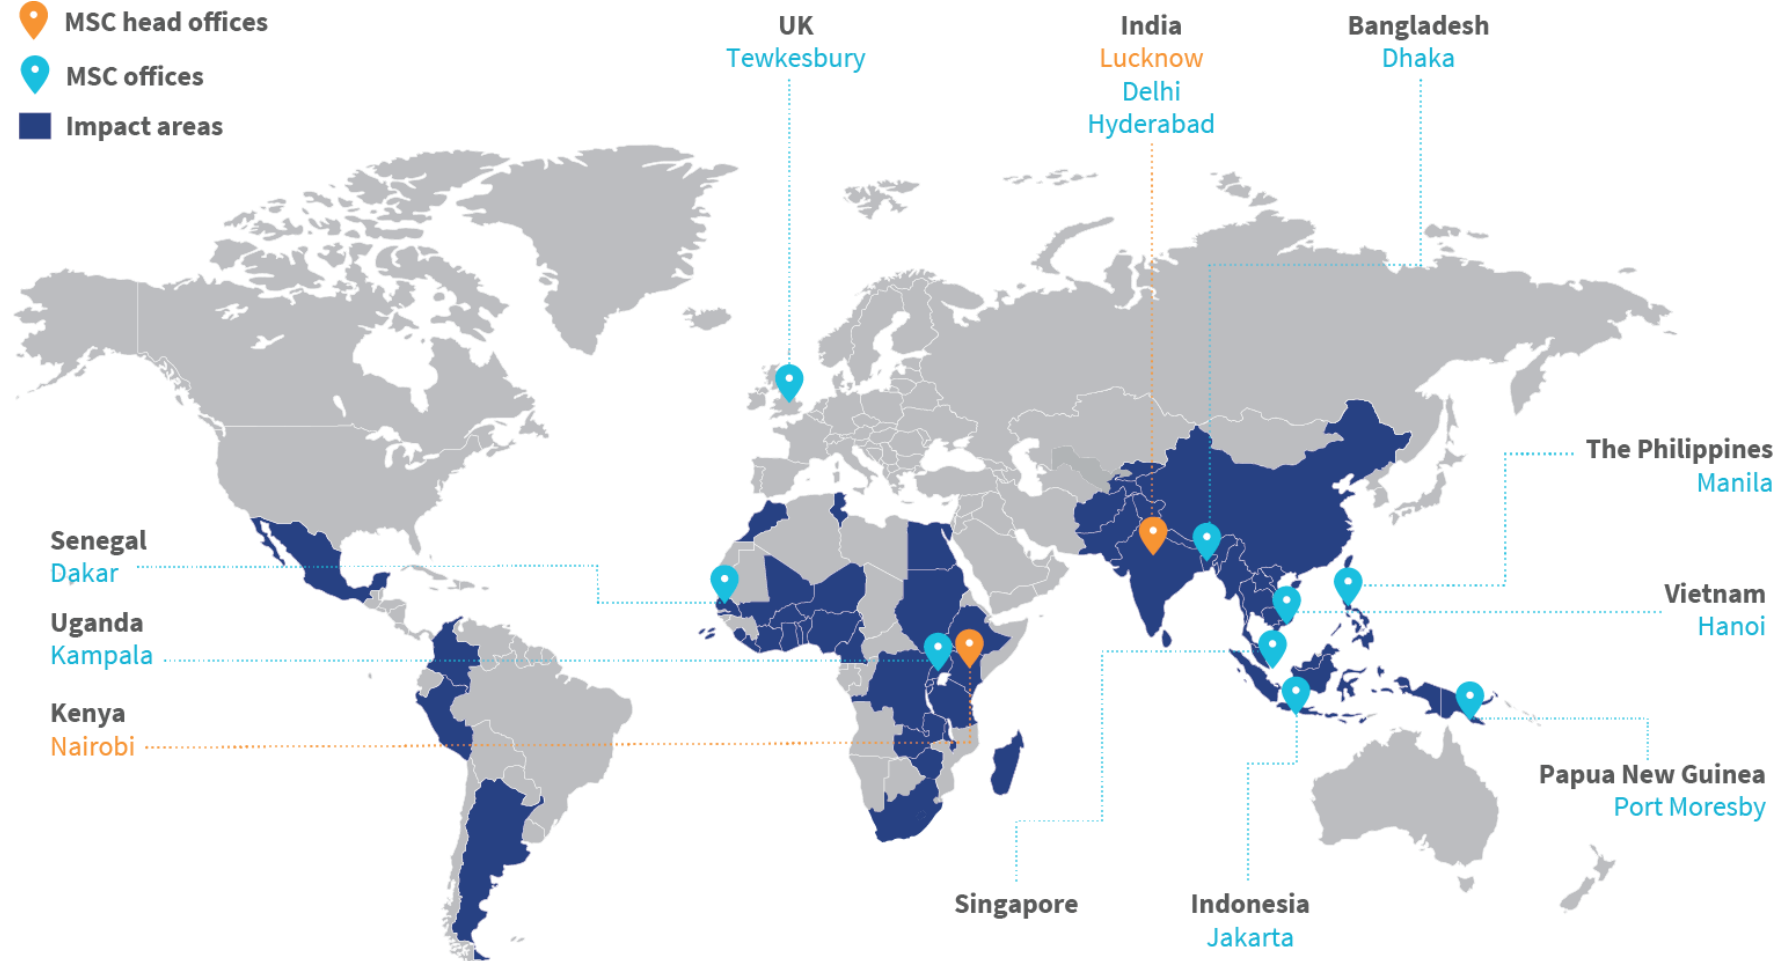 MSC head offices
MSC offices
Impact areas
UK
Tewkesbury
India
Lucknow
Delhi
Hyderabad
Bangladesh
Dhaka
The Philippines
Manila
Senegal
Dakar
Vietnam
Hanoi
Uganda
Kampala
Kenya
Nairobi
Papua New Guinea
Port Moresby
Singapore
Indonesia
Jakarta